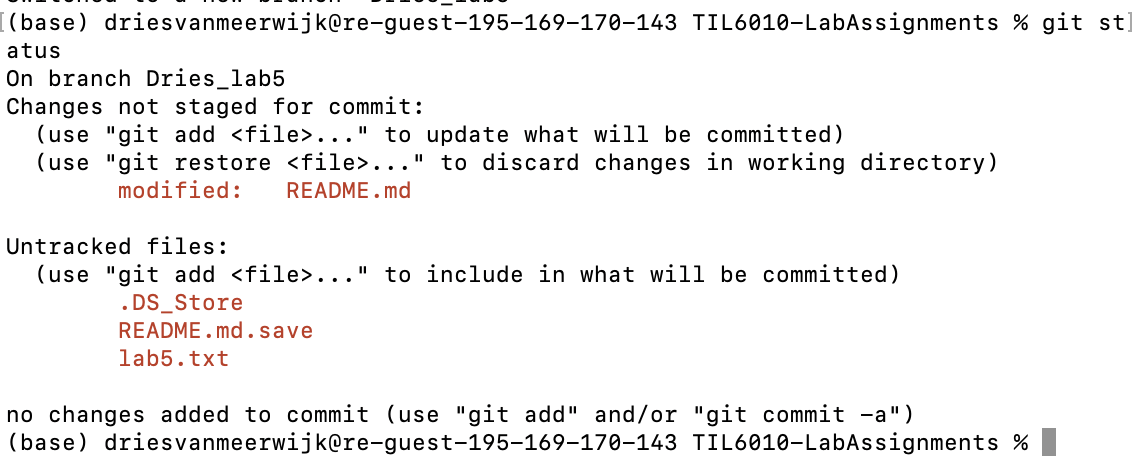 (base) driesvanmeerwijk@re-guest-195-169-170-143 TIL6010-LabAssignments % git st
atus
On branch Dries_lab5
Changes not staged for commit:
  (use "git add <file>..." to update what will be committed)
  (use "git restore <file>..." to discard changes in working directory)
        modified:   README.md

Untracked files:
  (use "git add <file>..." to include in what will be committed)
        .DS_Store
        README.md.save
        lab5.txt

no changes added to commit (use "git add" and/or "git commit -a")
(base) driesvanmeerwijk@re-guest-195-169-170-143 TIL6010-LabAssignments %